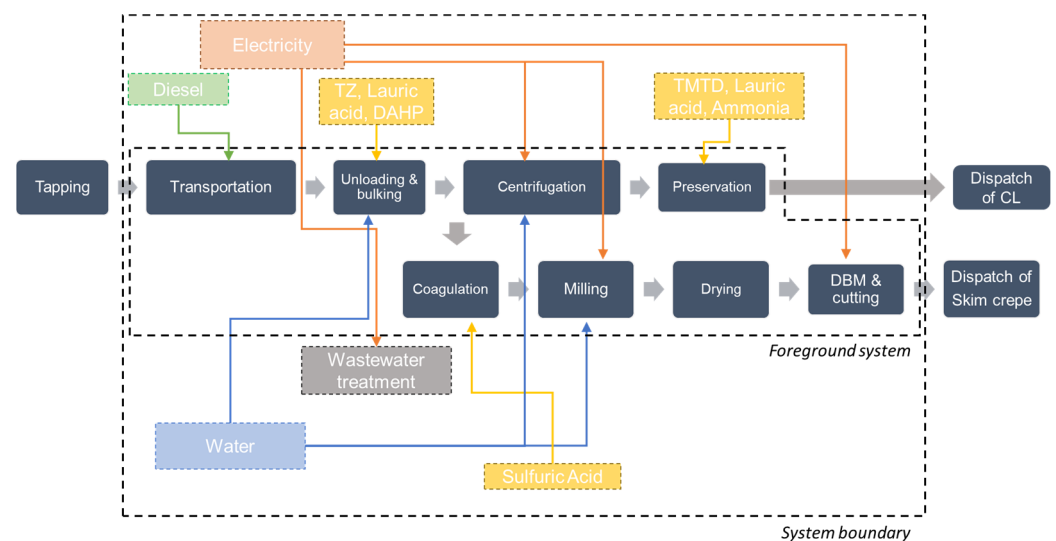 Electricity
Diesel
TZ, Lauric
acid, DAHP
TMTD, Lauric
acid, Ammonia
Tapping
Transportation
Unloading &
bulking
Centrifugation
Preservation
Dispatch
of CL
Coagulation
Milling
Drying
DBM &
cutting
Dispatch of
Skim crepe
Foreground system
Wastewater
treatment
Water
Sulfuric Acid
System boundary